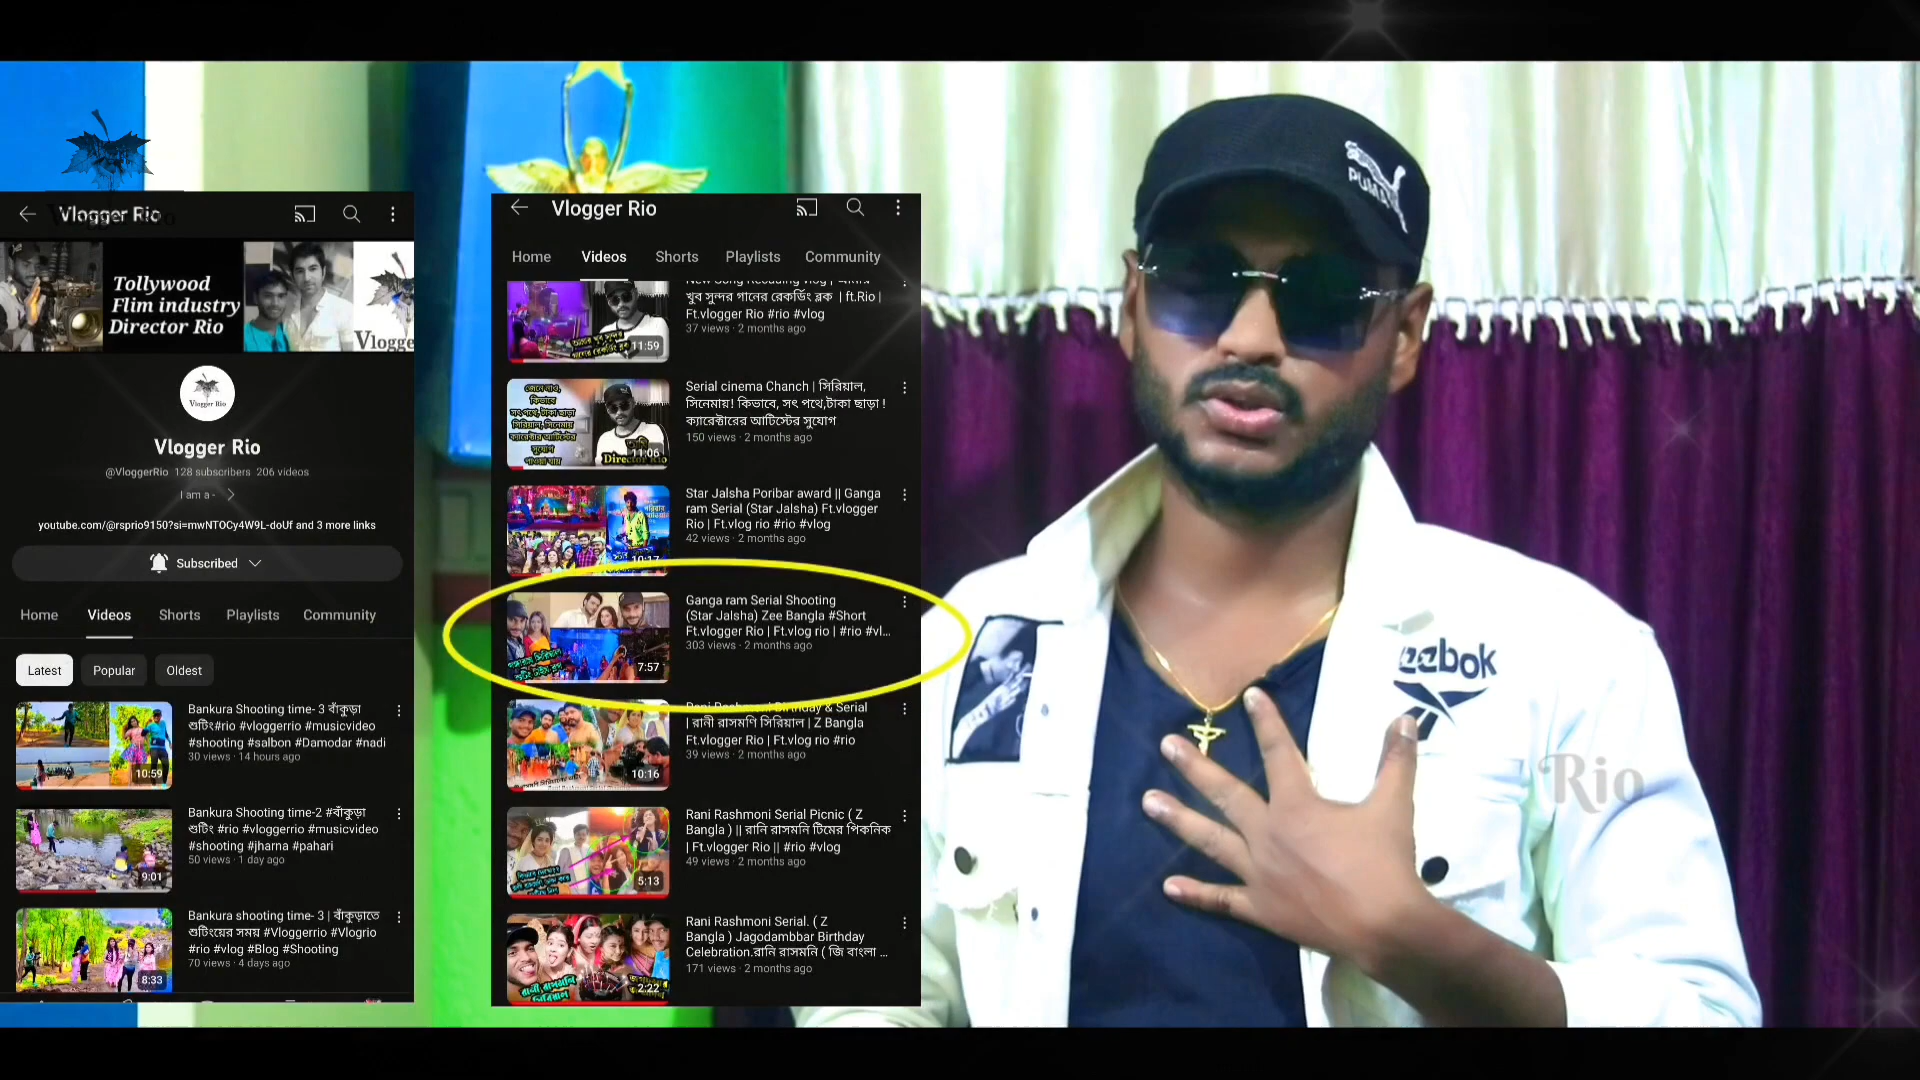 Vlogger Rio
Tollywood
Flim industry
Director Rio
Vlogge
Vlogger Rio
Vlogger Rio
@VloggerRio 128 subscribers 206 videos
I am a -
youtube.com/@rsprio9150?si=mwNTOCy4W9L-doUf and 3 more links
Subscribed
Home Videos Shorts Playlists Community
Latest Popular Oldest
Bankura Shooting time- 3 বাঁকুড়া
শুটিং#rio #vloggerrio #musicvideo
#shooting #salbon #Damodar #nadi
30 views · 14 hours ago
10:59
Bankura Shooting time-2 #বাঁকুড়া
শুটিং #rio #vloggerrio #musicvideo
#shooting #jharna #pahari
50 views · 1 day ago
9:01
Bankura shooting time- 3 | বাঁকুড়াতে
শুটিংয়ের সময় #Vloggerrio #Vlogrio
#rio #vlog #Blog #Shooting
70 views · 4 days ago
8:33
Vlogger Rio
Home Videos Shorts Playlists Community
খুব সুন্দর গানের রেকর্ডিং ব্লক | ft.Rio |
Ft.vlogger Rio #rio #vlog
37 views · 2 months ago
11:59
Serial cinema Chanch | সিরিয়াল,
সিনেমায়! কিভাবে, সৎ পথে,টাকা ছাড়া !
ক্যারেক্টারের আটিস্টের সুযোগ
150 views · 2 months ago
11:06
Director Rio
Star Jalsha Poribar award || Ganga
ram Serial (Star Jalsha) Ft.vlogger
Rio | Ft.vlog rio #rio #vlog
42 views · 2 months ago
10:17
Ganga ram Serial Shooting
(Star Jalsha) Zee Bangla #Short
Ft.vlogger Rio | Ft.vlog rio | #rio #vl...
303 views · 2 months ago
7:57
Rani Rashmoni Birthday & Serial
| রানী রাসমণি সিরিয়াল | Z Bangla
Ft.vlogger Rio | Ft.vlog rio #rio
39 views · 2 months ago
10:16
Rani Rashmoni Serial Picnic ( Z
Bangla ) || রানি রাসমনি টিমের পিকনিক
| Ft.vlogger Rio || #rio #vlog
49 views · 2 months ago
5:13
Rani Rashmoni Serial. ( Z
Bangla ) Jagodambbar Birthday
Celebration.রানি রাসমনি ( জি বাংলা ...
171 views · 2 months ago
2:22
PUMA
Reebok
Rio